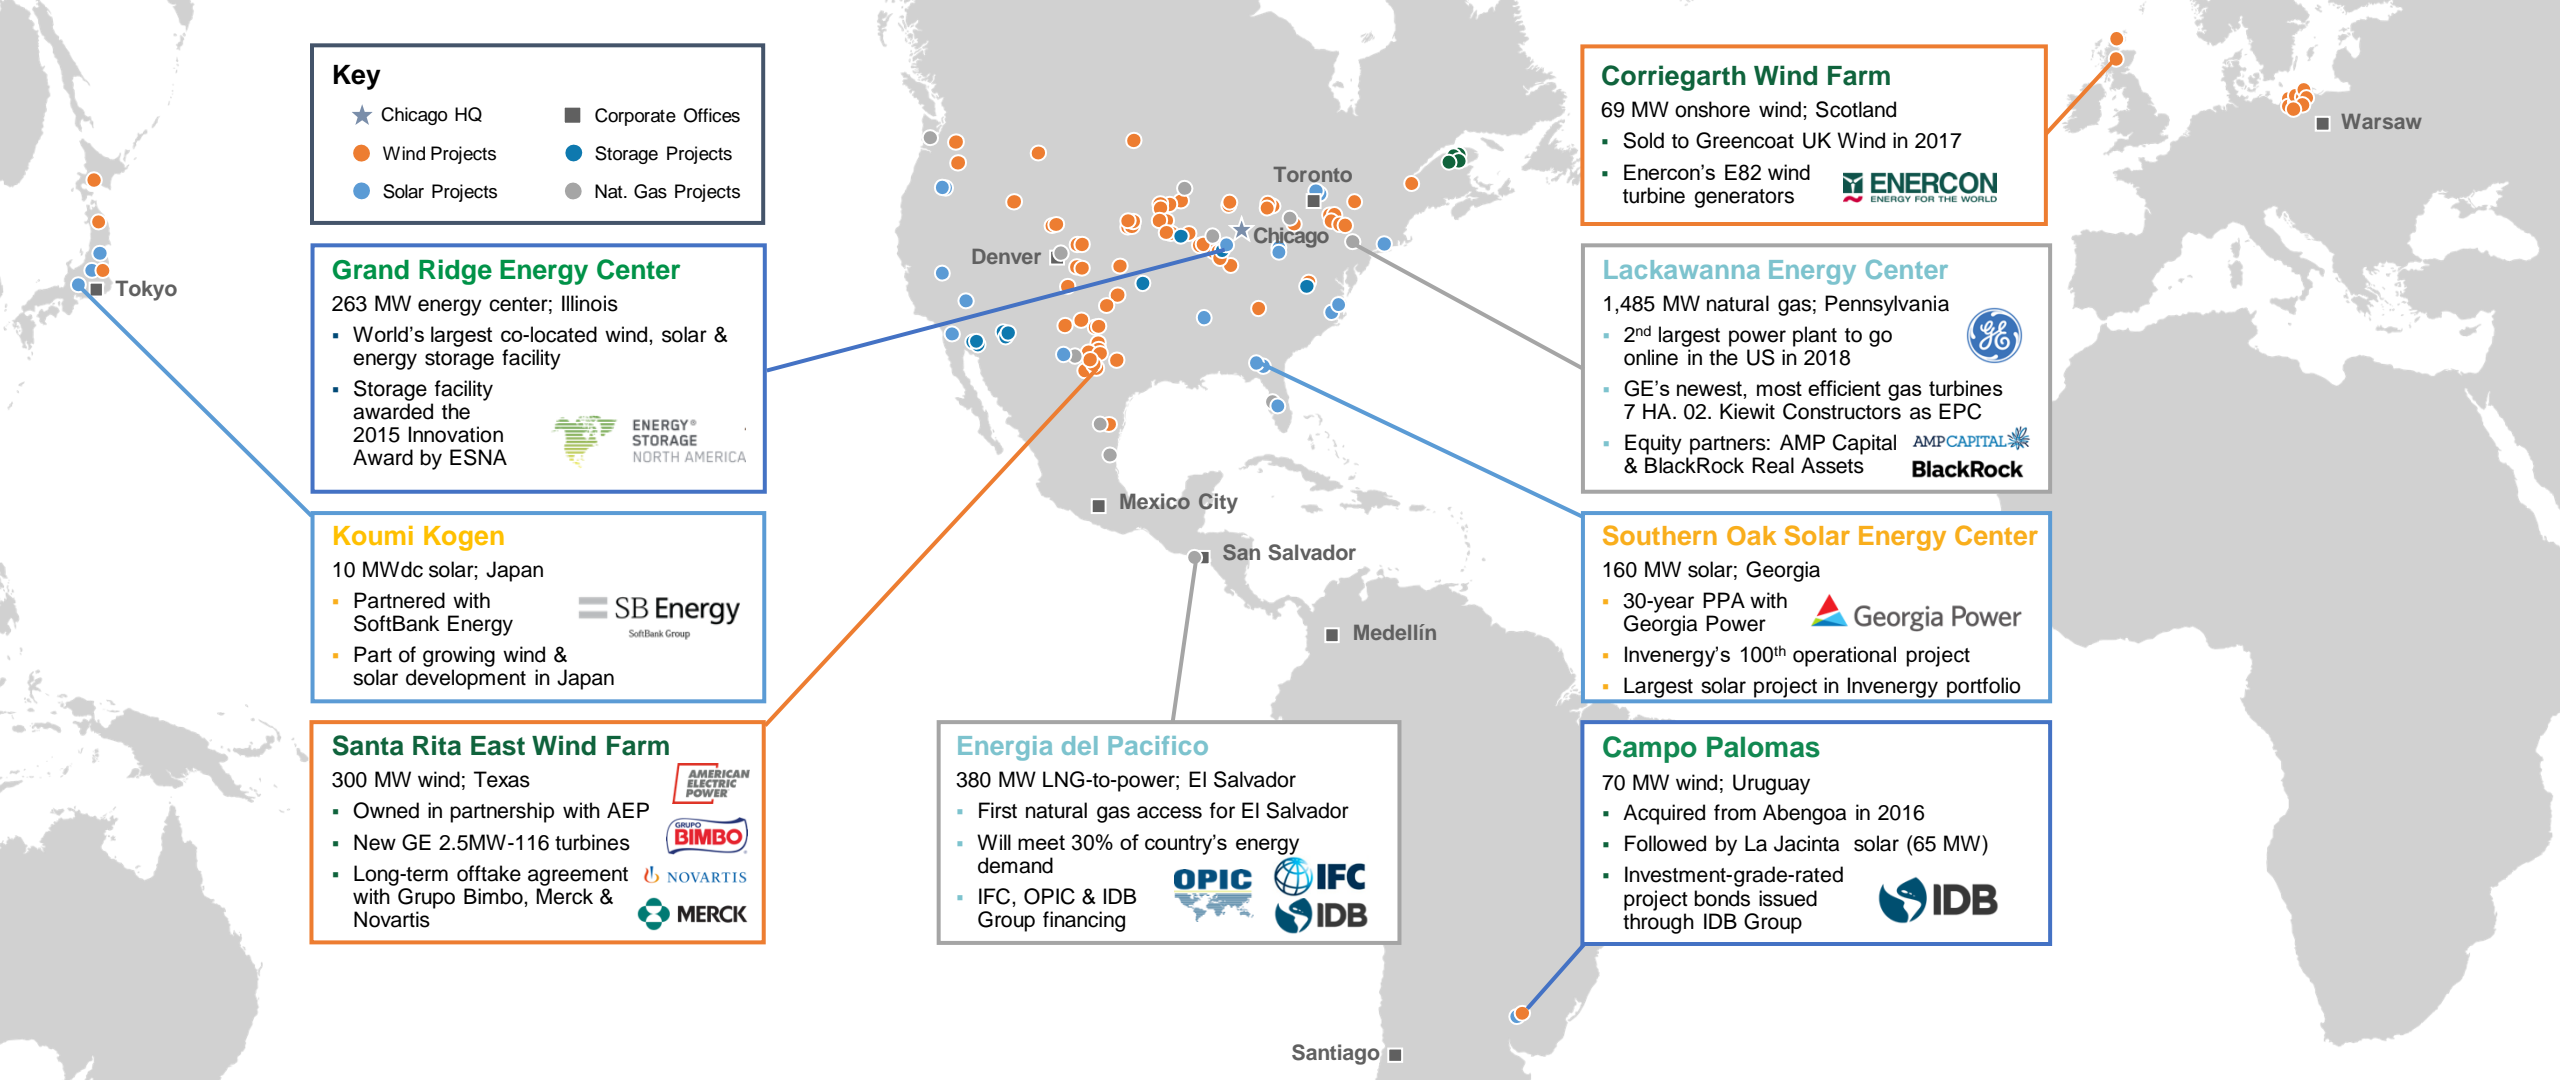 Key
Chicago HQ
Corporate Offices
Wind Projects
Storage Projects
Solar Projects
Nat. Gas Projects
Grand Ridge Energy Center
263 MW energy center; Illinois
▪ World's largest co-located wind, solar &
energy storage facility
▪ Storage facility
awarded the
2015 Innovation
Award by ESNA
ENERGY®
STORAGE
NORTH AMERICA
Koumi Kogen
10 MWdc solar; Japan
▪ Partnered with
SoftBank Energy
▪ Part of growing wind &
solar development in Japan
SB Energy
SoftBank Group
Santa Rita East Wind Farm
300 MW wind; Texas
▪ Owned in partnership with AEP
▪ New GE 2.5MW-116 turbines
▪ Long-term offtake agreement
with Grupo Bimbo, Merck &
Novartis
AMERICAN
ELECTRIC
POWER
GRUPO
BIMBO
NOVARTIS
MERCK
Tokyo
Denver
Toronto
Chicago
Mexico City
San Salvador
Medellín
Santiago
Warsaw
Energia del Pacifico
380 MW LNG-to-power; El Salvador
▪ First natural gas access for El Salvador
▪ Will meet 30% of country's energy
demand
▪ IFC, OPIC & IDB
Group financing
OPIC
IFC
IDB
Corriegarth Wind Farm
69 MW onshore wind; Scotland
▪ Sold to Greencoat UK Wind in 2017
▪ Enercon's E82 wind
turbine generators
ENERCON
ENERGY FOR THE WORLD
Lackawanna Energy Center
1,485 MW natural gas; Pennsylvania
▪ 2nd largest power plant to go
online in the US in 2018
▪ GE's newest, most efficient gas turbines
7 HA. 02. Kiewit Constructors as EPC
▪ Equity partners: AMP Capital
& BlackRock Real Assets
GE
AMP CAPITAL
BlackRock
Southern Oak Solar Energy Center
160 MW solar; Georgia
▪ 30-year PPA with
Georgia Power
▪ Invenergy's 100th operational project
▪ Largest solar project in Invenergy portfolio
Georgia Power
Campo Palomas
70 MW wind; Uruguay
▪ Acquired from Abengoa in 2016
▪ Followed by La Jacinta solar (65 MW)
▪ Investment-grade-rated
project bonds issued
through IDB Group
IDB